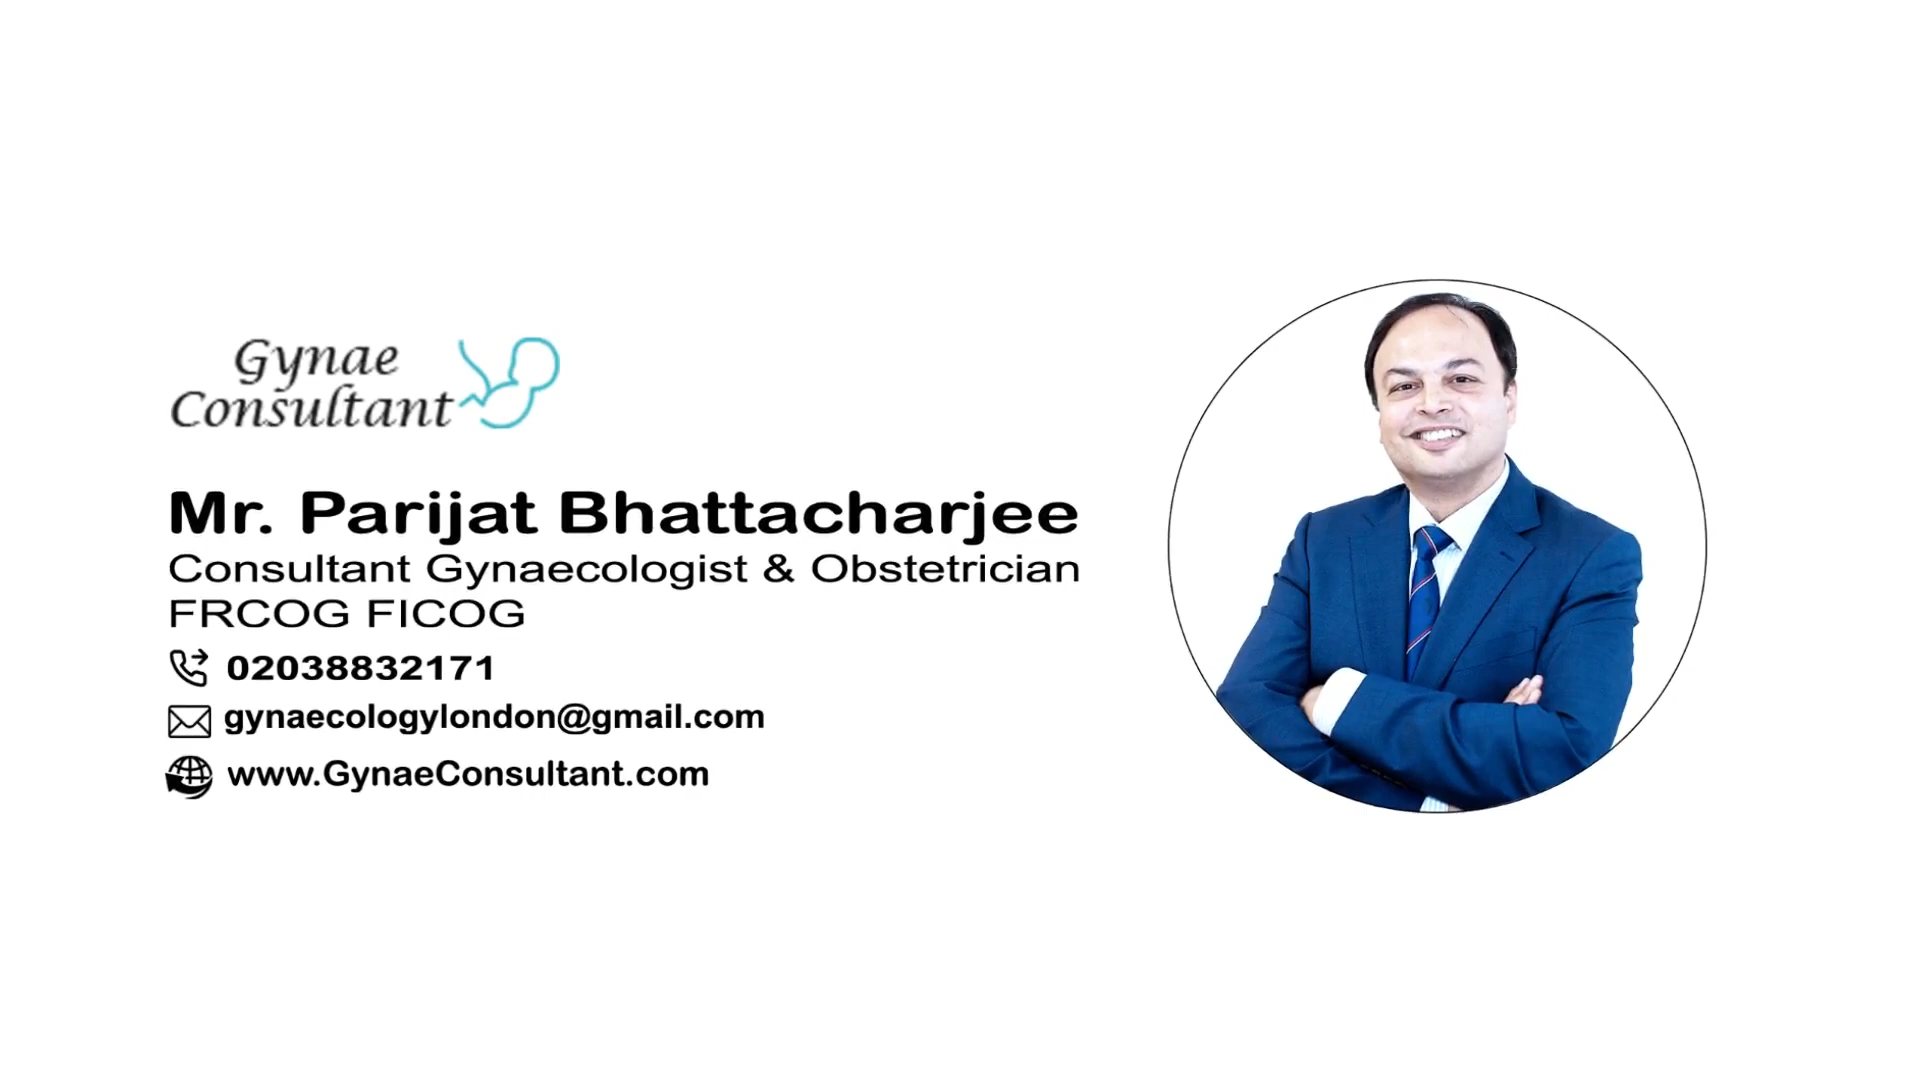 Gynae
Consultant
Mr. Parijat Bhattacharjee
Consultant Gynaecologist & Obstetrician
FRCOG FICOG
02038832171
gynaecologylondon@gmail.com
www.GynaeConsultant.com